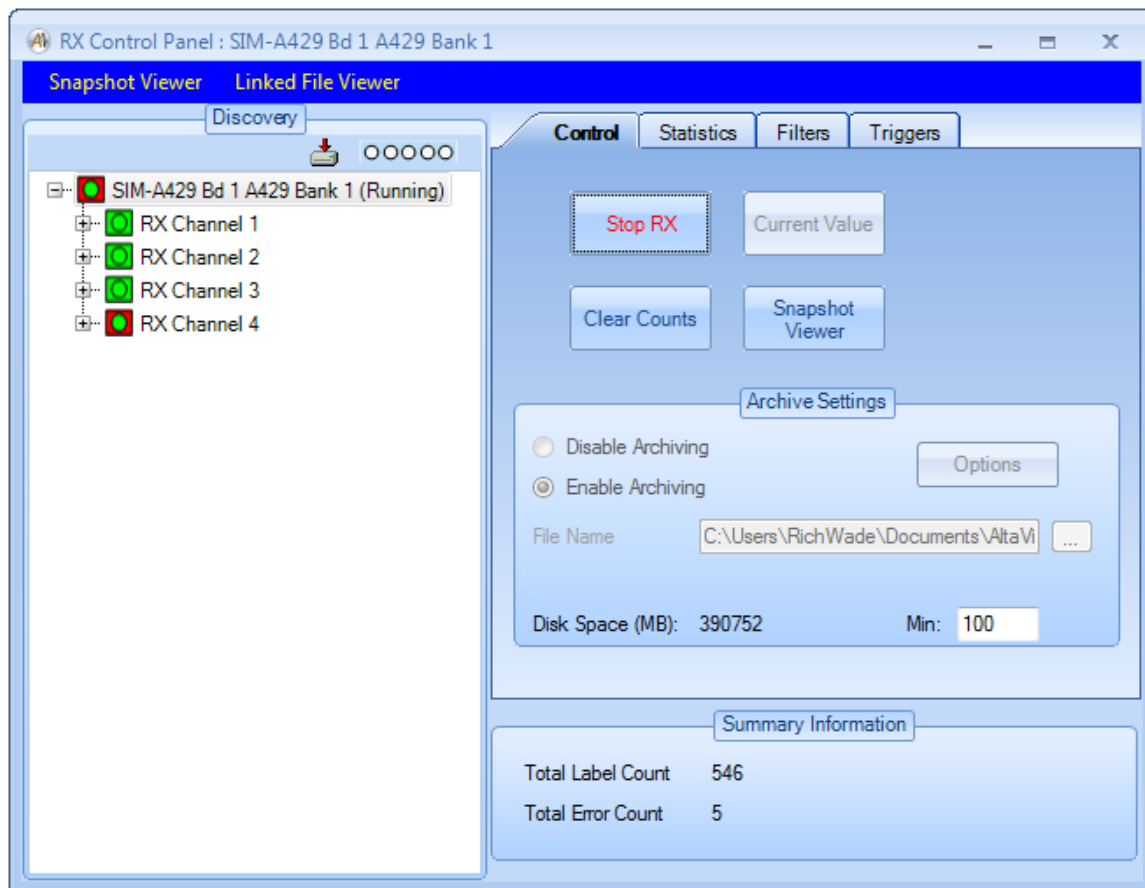 RX Control Panel : SIM-A429 Bd 1 A429 Bank 1
Snapshot Viewer Linked File Viewer
Discovery
SIM-A429 Bd 1 A429 Bank 1 (Running)
RX Channel 1
RX Channel 2
RX Channel 3
RX Channel 4
Control Statistics Filters Triggers
Stop RX Current Value
Clear Counts Snapshot
Viewer
Archive Settings
Disable Archiving
Options
Enable Archiving
File Name C:\Users\RichWade\Documents\AltaVi ...
Disk Space (MB): 390752 Min: 100
Summary Information
Total Label Count 546
Total Error Count 5